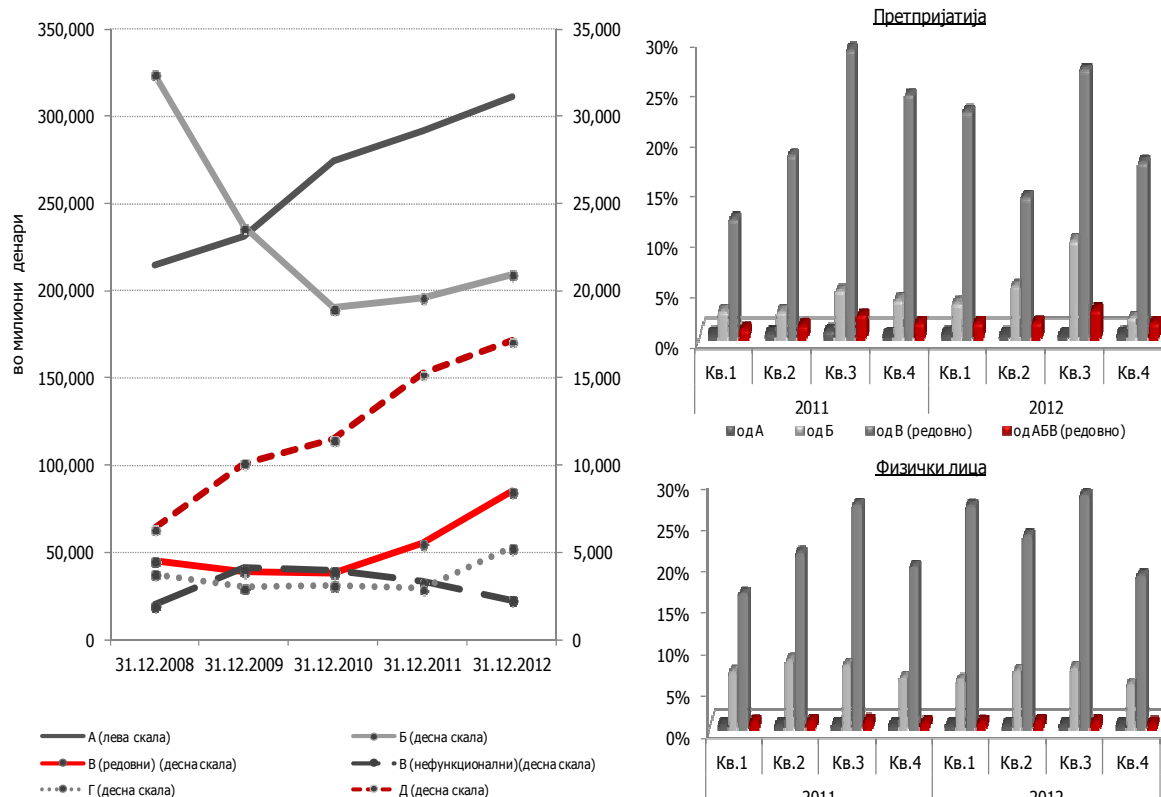 350,000
300,000
250,000
200,000
150,000
100,000
50,000
0
во милиони денари
35,000
30,000
25,000
20,000
15,000
10,000
5,000
0
31.12.2008 31.12.2009 31.12.2010 31.12.2011 31.12.2012
А (лева скала)
Б (десна скала)
В (редовни) (десна скала)
В (нефункционални)(десна скала)
Г (десна скала)
Д (десна скала)
Претпријатија
30%
25%
20%
15%
10%
5%
0%
Кв.1 Кв.2 Кв.3 Кв.4 Кв.1 Кв.2 Кв.3 Кв.4
2011 2012
од А од Б од В (редовно) од АБВ (редовно)
Физички лица
30%
25%
20%
15%
10%
5%
0%
Кв.1 Кв.2 Кв.3 Кв.4 Кв.1 Кв.2 Кв.3 Кв.4
2011 2012